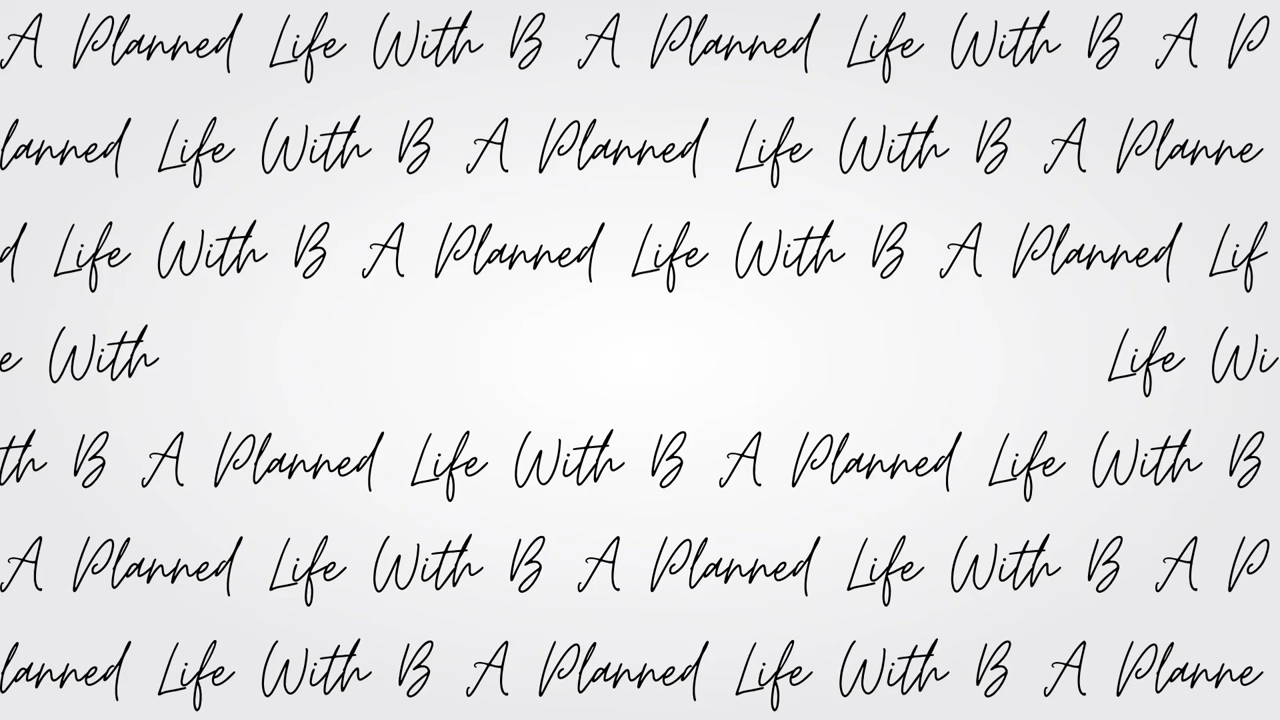 A Planned Life With B A Planned Life With B A P
lanned Life With B A Planned Life With B A Planne
d Life With B A Planned Life With B A Planned Lif
e With Life Wi
th B A Planned Life With B A Planned Life With B
A Planned Life With B A Planned Life With B A P
lanned Life With B A Planned Life With B A Planne